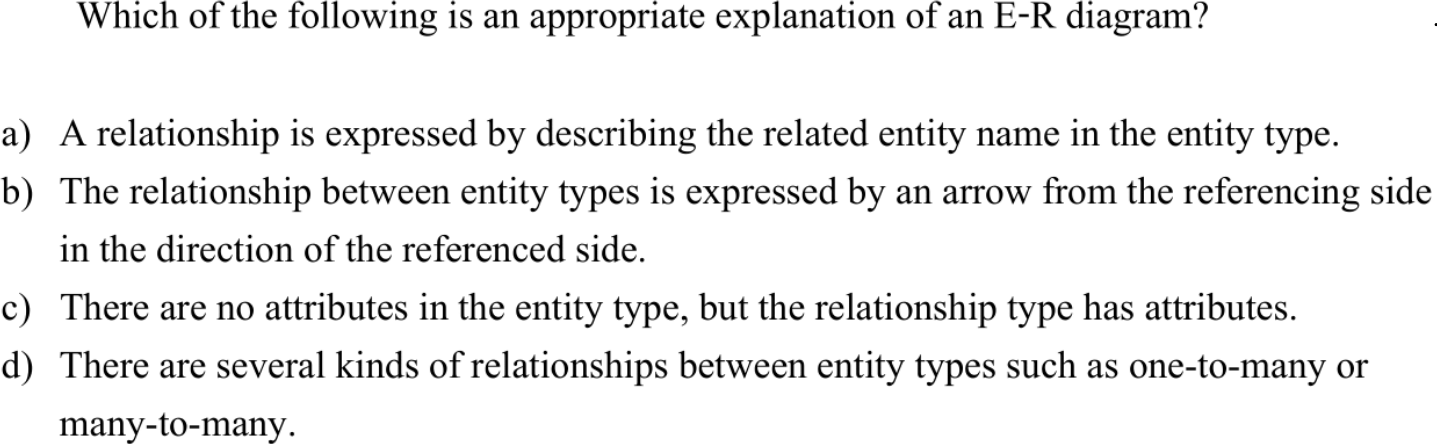 Which of the following is an appropriate explanation of an E-R diagram?
a) A relationship is expressed by describing the related entity name in the entity type.
b) The relationship between entity types is expressed by an arrow from the referencing side
in the direction of the referenced side.
c) There are no attributes in the entity type, but the relationship type has attributes.
d) There are several kinds of relationships between entity types such as one-to-many or
many-to-many.